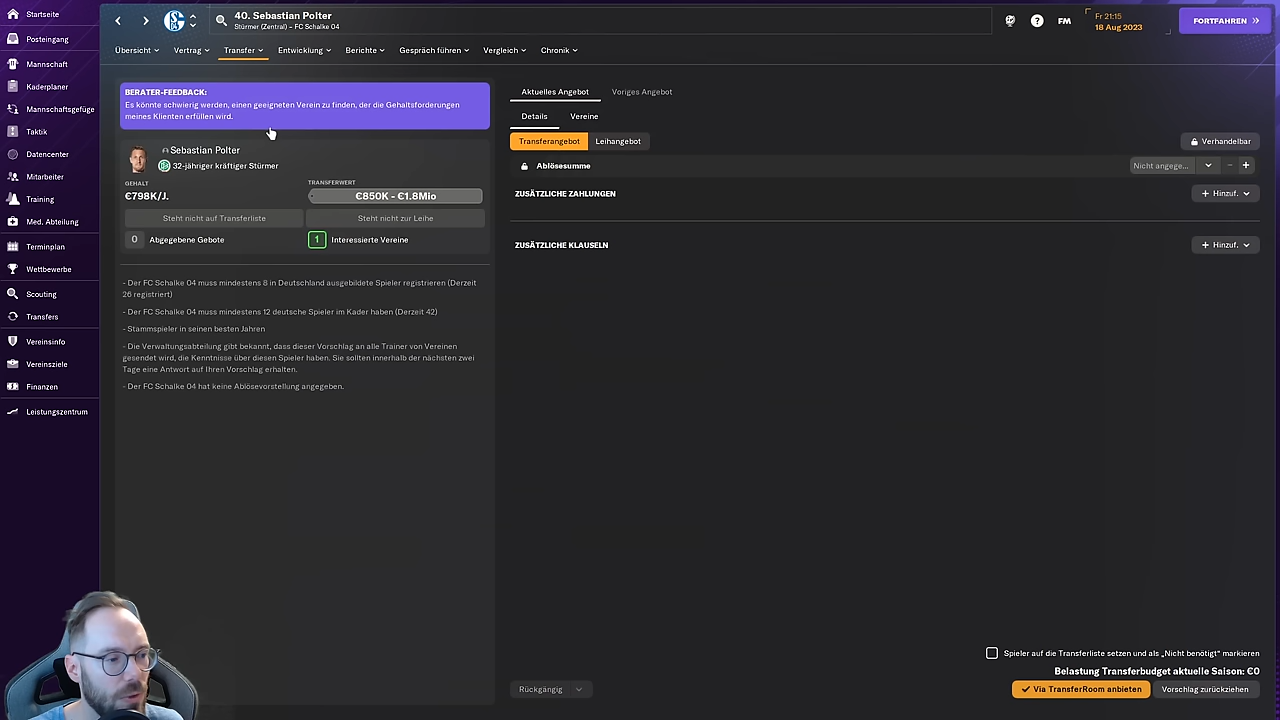 40. Sebastian Polter
Stürmer (Zentral) – FC Schalke 04
FM
Fr 21:15
18 Aug 2023
FORTFAHREN
Übersicht
Vertrag
Transfer
Entwicklung
Berichte
Gespräch führen
Vergleich
Chronik
Startseite
Posteingang
Mannschaft
Kaderplaner
Mannschaftsgefüge
Taktik
Datencenter
Mitarbeiter
Training
Med. Abteilung
Terminplan
Wettbewerbe
Scouting
Transfers
Vereinsinfo
Vereinsziele
Finanzen
Leistungszentrum
BERATER-FEEDBACK:
Es könnte schwierig werden, einen geeigneten Verein zu finden, der die Gehaltsforderungen
meines Klienten erfüllen wird.
Sebastian Polter
32-jähriger kräftiger Stürmer
GEHALT
€798K/J.
TRANSFERWERT
€850K - €1.8Mio
Steht nicht auf Transferliste
Steht nicht zur Leihe
0 Abgegebene Gebote
1 Interessierte Vereine
- Der FC Schalke 04 muss mindestens 8 in Deutschland ausgebildete Spieler registrieren (Derzeit
26 registriert)
- Der FC Schalke 04 muss mindestens 12 deutsche Spieler im Kader haben (Derzeit 42)
- Stammspieler in seinen besten Jahren
- Die Verwaltungsabteilung gibt bekannt, dass dieser Vorschlag an alle Trainer von Vereinen
gesendet wird, die Kenntnisse über diesen Spieler haben. Sie sollten innerhalb der nächsten zwei
Tage eine Antwort auf Ihren Vorschlag erhalten.
- Der FC Schalke 04 hat keine Ablösevorstellung angegeben.
Aktuelles Angebot
Voriges Angebot
Details
Vereine
Transferangebot
Leihangebot
Verhandelbar
Ablösesumme
Nicht angege...
ZUSÄTZLICHE ZAHLUNGEN
+ Hinzuf.
ZUSÄTZLICHE KLAUSELN
+ Hinzuf.
Spieler auf die Transferliste setzen und als „Nicht benötigt" markieren
Belastung Transferbudget aktuelle Saison: €0
Rückgängig
Via TransferRoom anbieten
Vorschlag zurückziehen